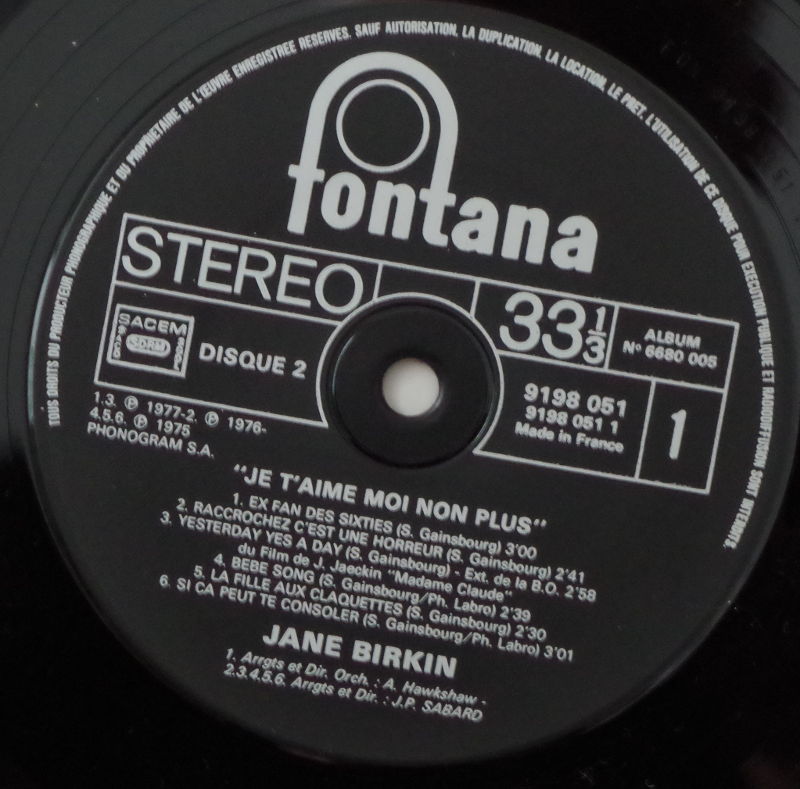 TOUS DROITS DU PRODUCTEUR PHONOGRAPHIQUE ET DU PROPRIETAIRE DE L'ŒUVRE ENREGISTREE RESERVES. SAUF AUTORISATION, LA DUPLICATION, LA LOCATION, LE PRET, L'UTILISATION DE CE DISQUE POUR EXECUTION PUBLIQUE ET RADIODIFFUSION SONT INTERDITS.
fontana
STEREO
33 1/3
ALBUM
N° 6680 005
SACEM
SDRM
DISQUE 2
9198 051
9198 051 1
Made in France
1
1.3. ℗ 1977-2. ℗ 1976-
4.5.6. ℗ 1975
PHONOGRAM S.A.
"JE T'AIME MOI NON PLUS"
1. EX FAN DES SIXTIES (S. Gainsbourg) 3'00
2. RACCROCHEZ C'EST UNE HORREUR (S. Gainsbourg) 2'41
3. YESTERDAY YES A DAY (S. Gainsbourg) - Ext. de la B.O.
du Film de J. Jaeckin "Madame Claude" 2'58
4. BEBE SONG (S. Gainsbourg/Ph. Labro) 2'39
5. LA FILLE AUX CLAQUETTES (S. Gainsbourg) 2'30
6. SI CA PEUT TE CONSOLER (S. Gainsbourg/Ph. Labro) 3'01
JANE BIRKIN
1. Arrgts et Dir. Orch. : A. Hawkshaw -
2.3.4.5.6. Arrgts et Dir. : J.P. SABARD